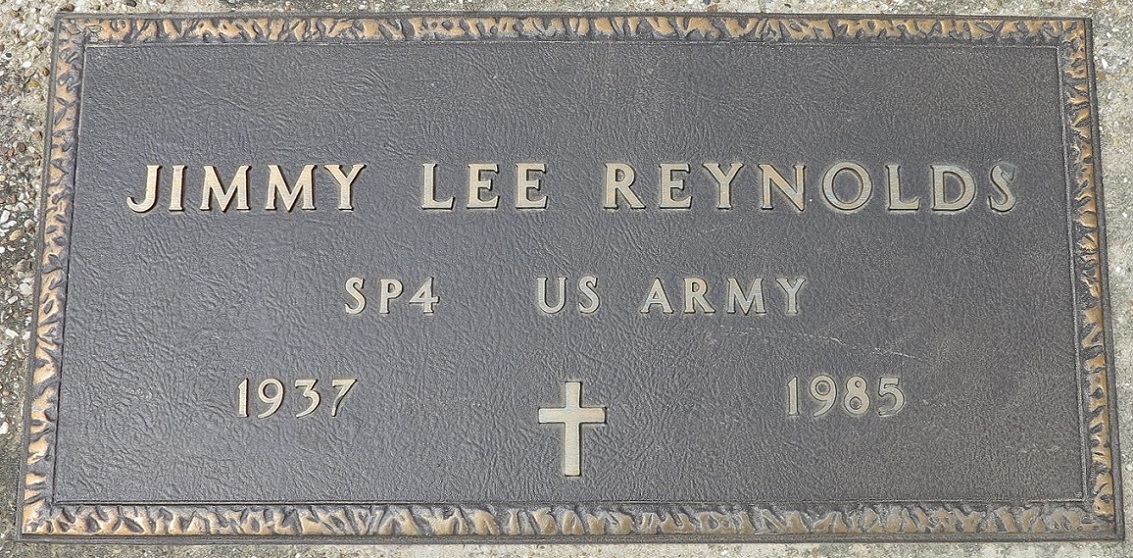 JIMMY LEE REYNOLDS
SP4 US ARMY
1937 1985